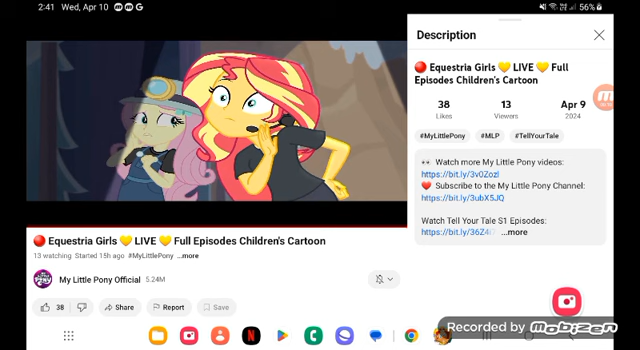 2:41 Wed, Apr 10
56%
Description
🔴 Equestria Girls 💛 LIVE 💛 Full
Episodes Children's Cartoon
38 13 Apr 9
Likes Viewers 2024
#MyLittlePony #MLP #TellYourTale
👀 Watch more My Little Pony videos:
https://bit.ly/3v0Zozl
❤️ Subscribe to the My Little Pony Channel:
https://bit.ly/3ubX5JQ
Watch Tell Your Tale S1 Episodes:
...more
🔴 Equestria Girls 💛 LIVE 💛 Full Episodes Children's Cartoon
13 watching Started 15h ago #MyLittlePony ...more
My Little Pony Official 5.24M
38 Share Report Save
Recorded by Mobizen